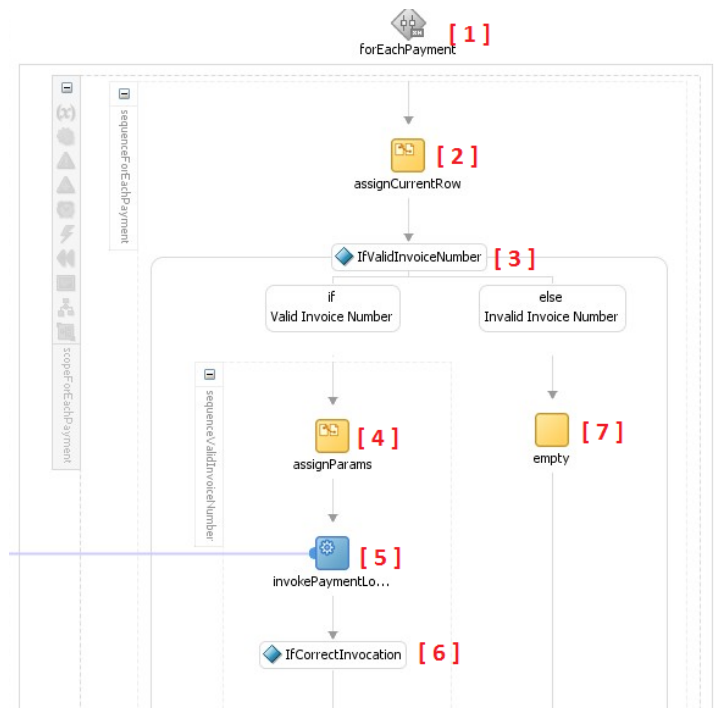 forEachPayment [ 1 ]
sequenceForEachPayment
assignCurrentRow [ 2 ]
IfValidInvoiceNumber [ 3 ]
if
Valid Invoice Number
else
Invalid Invoice Number
scopeForEachPayment
sequenceValidInvoiceNumber
assignParams [ 4 ]
empty [ 7 ]
invokePaymentLo... [ 5 ]
IfCorrectInvocation [ 6 ]